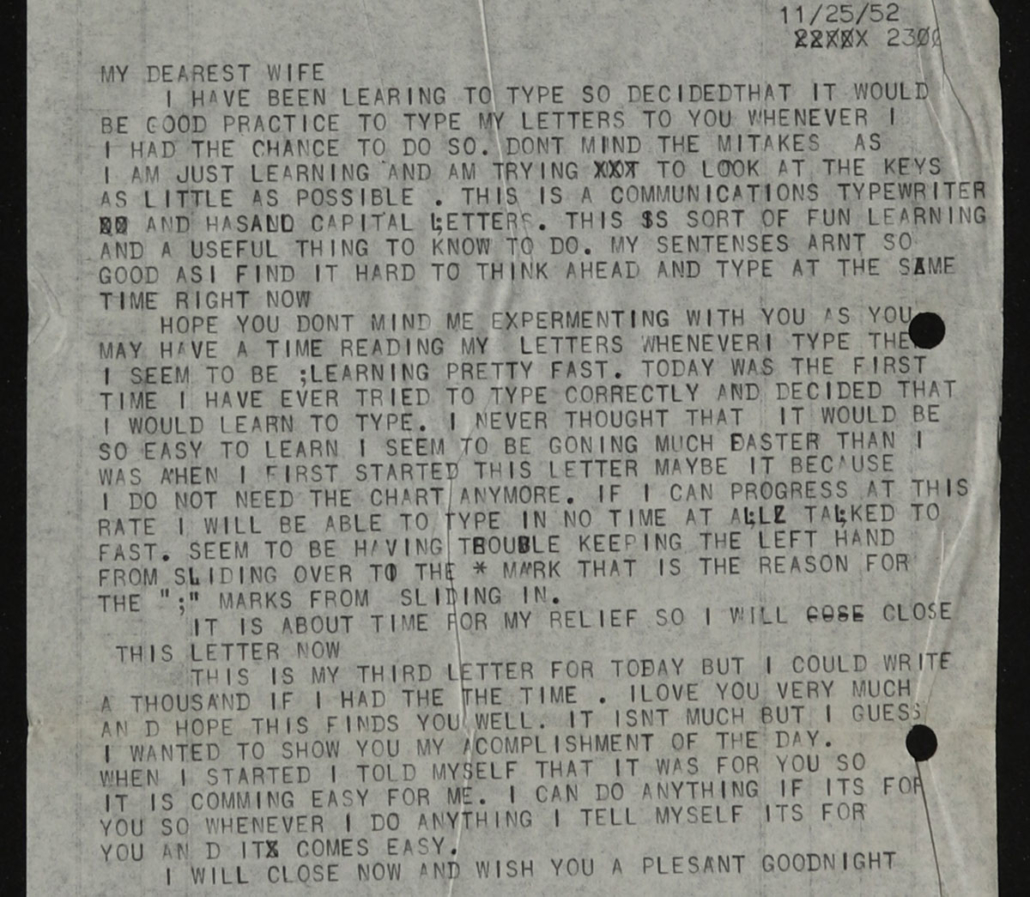 11/25/52
2300
MY DEAREST WIFE
I HAVE BEEN LEARING TO TYPE SO DECIDEDTHAT IT WOULD
BE GOOD PRACTICE TO TYPE MY LETTERS TO YOU WHENEVER I
I HAD THE CHANCE TO DO SO. DONT MIND THE MITAKES AS
I AM JUST LEARNING AND AM TRYING XXX TO LOOK AT THE KEYS
AS LITTLE AS POSSIBLE . THIS IS A COMMUNICATIONS TYPEWRITER
AND HASALL CAPITAL LETTERS. THIS IS SORT OF FUN LEARNING
AND A USEFUL THING TO KNOW TO DO. MY SENTENSES ARNT SO
GOOD ASI FIND IT HARD TO THINK AHEAD AND TYPE AT THE SAME
TIME RIGHT NOW
HOPE YOU DONT MIND ME EXPERMENTING WITH YOU AS YOU
MAY HAVE A TIME READING MY LETTERS WHENEVERI TYPE THE
I SEEM TO BE ;LEARNING PRETTY FAST. TODAY WAS THE FIRST
TIME I HAVE EVER TRIED TO TYPE CORRECTLY AND DECIDED THAT
I WOULD LEARN TO TYPE. I NEVER THOUGHT THAT IT WOULD BE
SO EASY TO LEARN I SEEM TO BE GONING MUCH EASTER THAN I
WAS WHEN I FIRST STARTED THIS LETTER MAYBE IT BECAUSE
I DO NOT NEED THE CHART ANYMORE. IF I CAN PROGRESS AT THIS
RATE I WILL BE ABLE TO TYPE IN NO TIME AT ALL TALKED TO
FAST. SEEM TO BE HAVING TROUBLE KEEPING THE LEFT HAND
FROM SLIDING OVER TO THE * MARK THAT IS THE REASON FOR
THE ";" MARKS FROM SLIDING IN.
IT IS ABOUT TIME FOR MY RELIEF SO I WILL COSE CLOSE
THIS LETTER NOW
THIS IS MY THIRD LETTER FOR TODAY BUT I COULD WRITE
A THOUSAND IF I HAD THE THE TIME . ILOVE YOU VERY MUCH
AN D HOPE THIS FINDS YOU WELL. IT ISNT MUCH BUT I GUESS
I WANTED TO SHOW YOU MY ACOMPLISHMENT OF THE DAY.
WHEN I STARTED I TOLD MYSELF THAT IT WAS FOR YOU SO
IT IS COMMING EASY FOR ME. I CAN DO ANYTHING IF ITS FOR
YOU SO WHENEVER I DO ANYTHING I TELL MYSELF ITS FOR
YOU AN D ITX COMES EASY.
I WILL CLOSE NOW AND WISH YOU A PLESANT GOODNIGHT